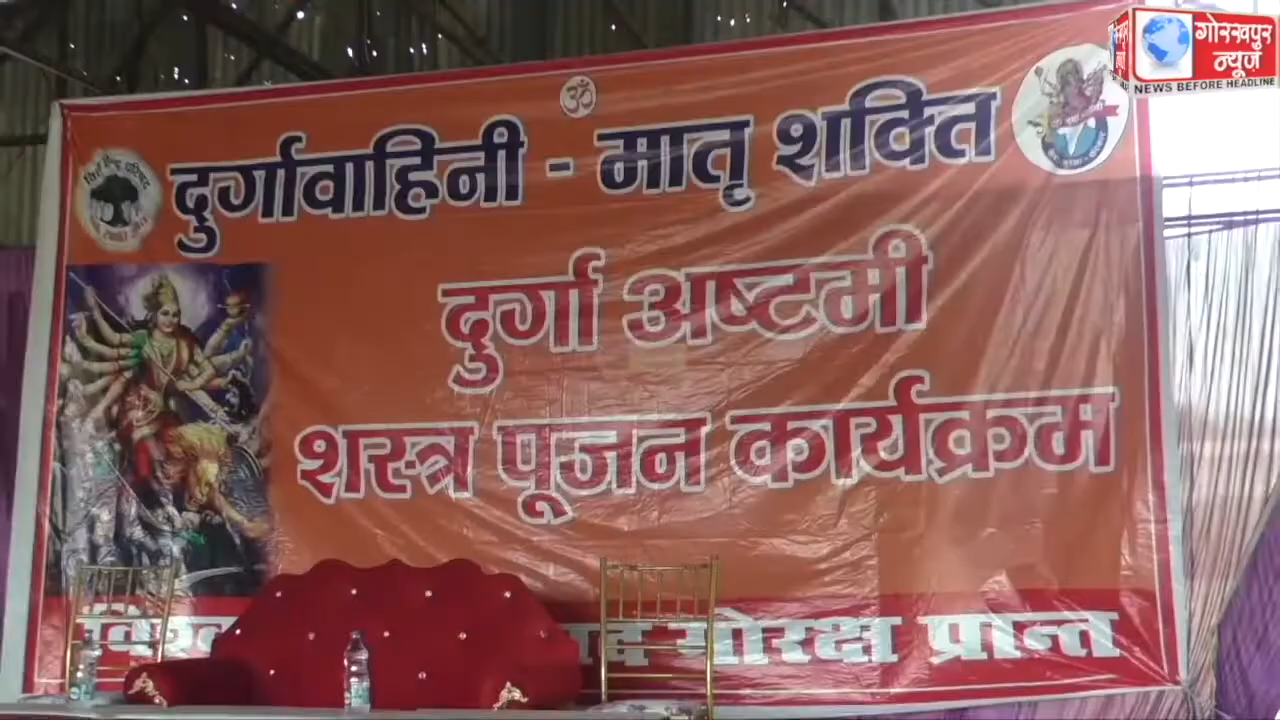 गोरखपुर
न्यूज़
NEWS BEFORE HEADLINE
ॐ
दुर्गावाहिनी - मातृ शक्ति
दुर्गा अष्टमी
शस्त्र पूजन कार्यक्रम
गोरक्ष प्रान्त